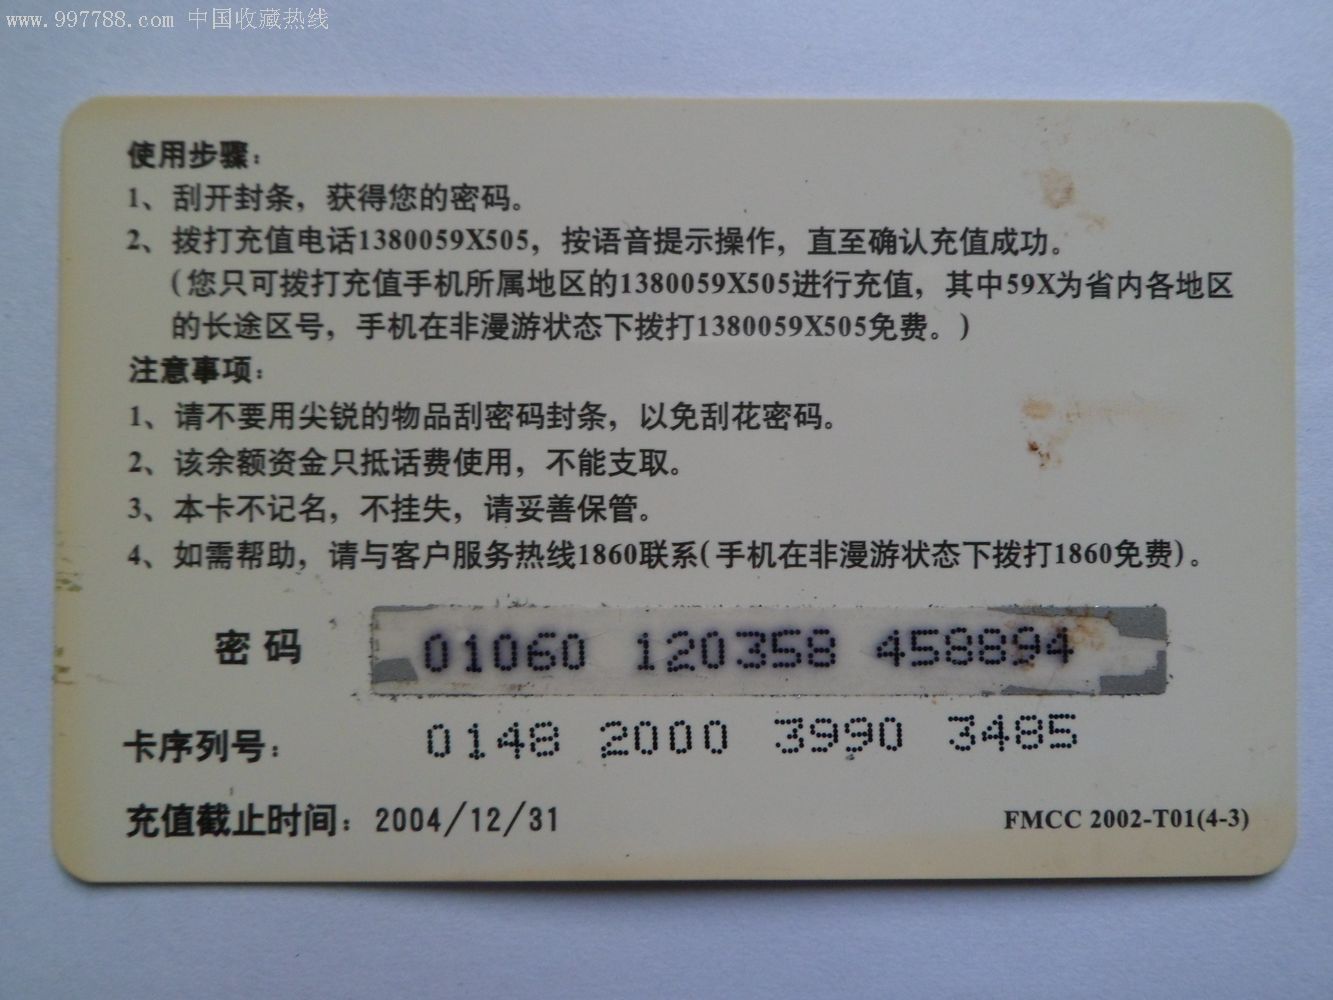 www.997788.com 中国收藏热线
使用步骤：
1、刮开封条，获得您的密码。
2、拨打充值电话1380059X505，按语音提示操作，直至确认充值成功。
（您只可拨打充值手机所属地区的1380059X505进行充值，其中59X为省内各地区
的长途区号，手机在非漫游状态下拨打1380059X505免费。）
注意事项：
1、请不要用尖锐的物品刮密码封条，以免刮花密码。
2、该余额资金只抵话费使用，不能支取。
3、本卡不记名，不挂失，请妥善保管。
4、如需帮助，请与客户服务热线1860联系（手机在非漫游状态下拨打1860免费）。
密 码 01060 120358 458894
卡序列号： 0148 2000 3990 3485
充值截止时间：2004/12/31 FMCC 2002-T01(4-3)